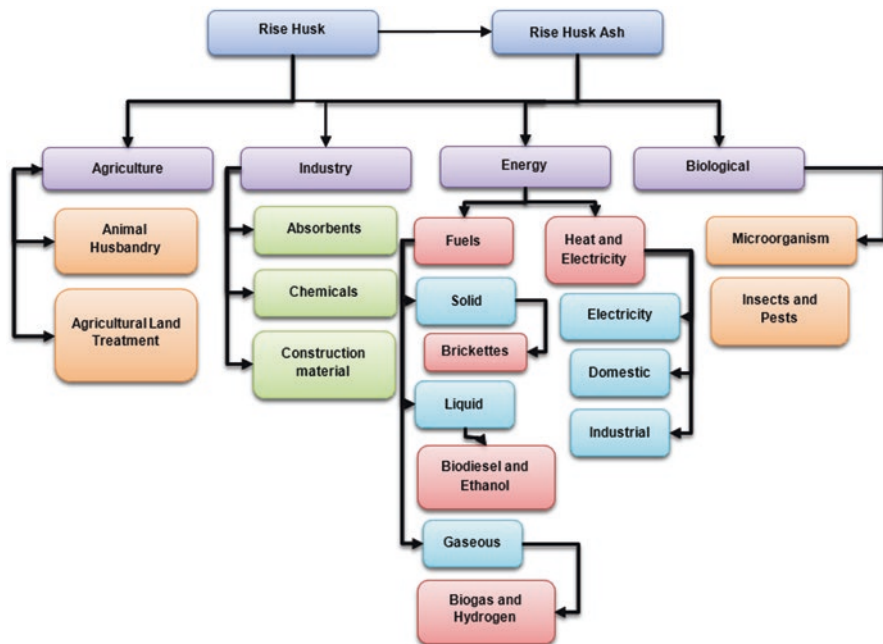 Rise Husk
Rise Husk Ash
Agriculture
Industry
Energy
Biological
Animal
Husbandry
Agricultural Land
Treatment
Absorbents
Chemicals
Construction
material
Fuels
Heat and
Electricity
Solid
Brickettes
Liquid
Biodiesel and
Ethanol
Gaseous
Biogas and
Hydrogen
Electricity
Domestic
Industrial
Microorganism
Insects and
Pests